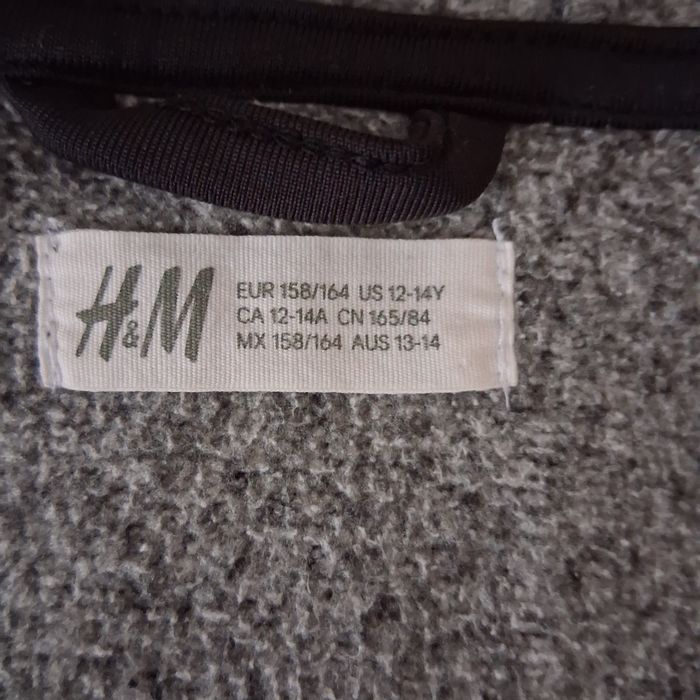 H&M
EUR 158/164 US 12-14Y
CA 12-14A CN 165/84
MX 158/164 AUS 13-14